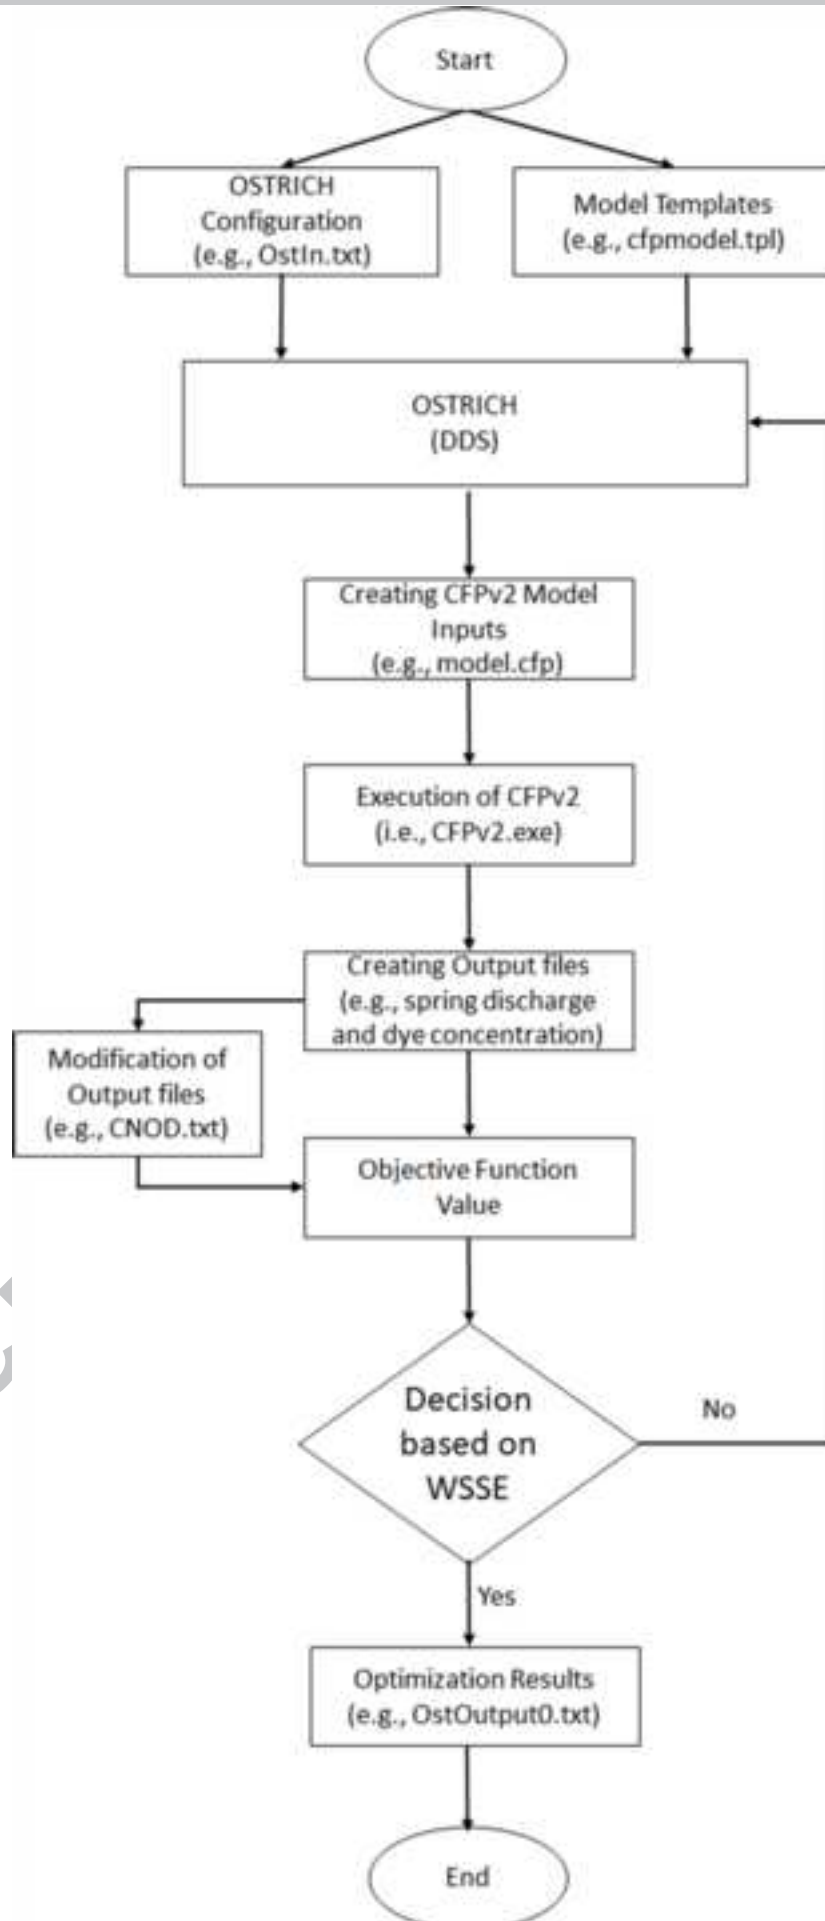 Start
OSTRICH
Configuration
(e.g., OstIn.txt)
Model Templates
(e.g., cfpmodel.tpl)
OSTRICH
(DDS)
Creating CFPv2 Model
Inputs
(e.g., model.cfp)
Execution of CFPv2
(i.e., CFPv2.exe)
Creating Output files
(e.g., spring discharge
and dye concentration)
Modification of
Output files
(e.g., CNOD.txt)
Objective Function
Value
Decision
based on
WSSE
No
Yes
Optimization Results
(e.g., OstOutput0.txt)
End